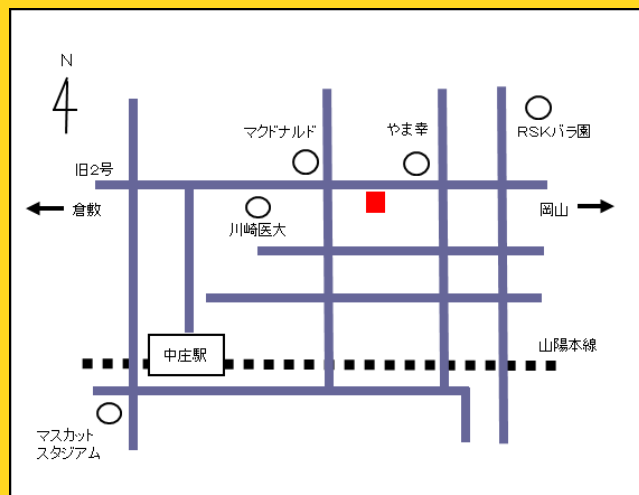 N
マクドナルド
やま幸
RSKバラ園
旧2号
倉敷
川崎医大
岡山
中庄駅
山陽本線
マスカット
スタジアム